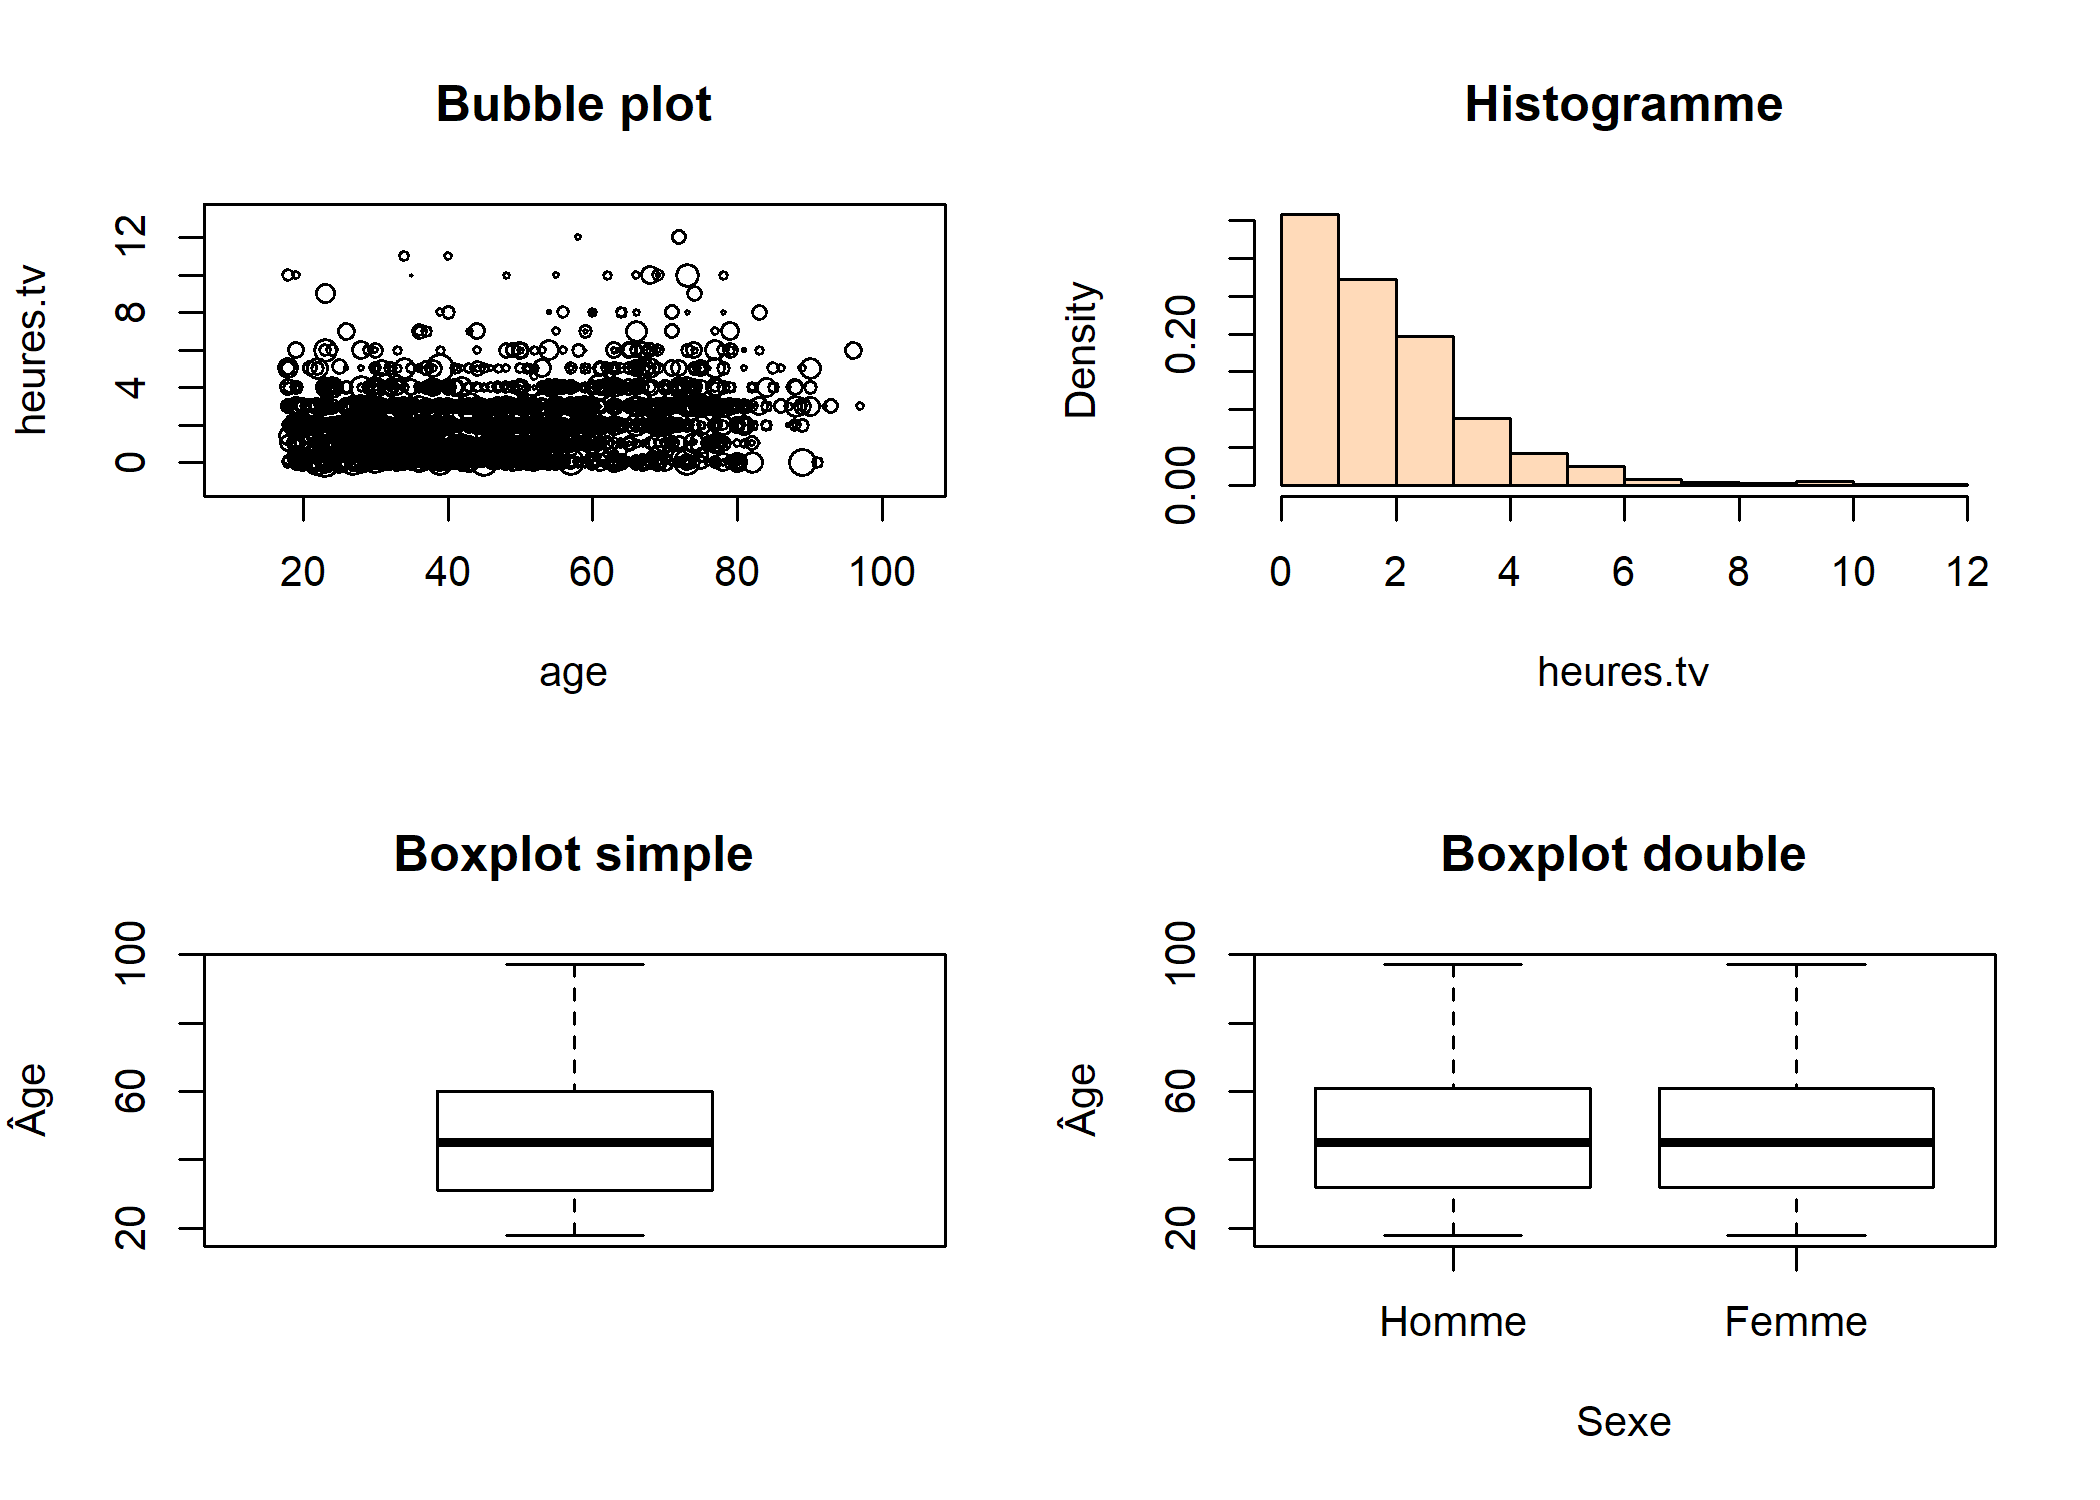 Bubble plot
heures.tv
12
8
4
0
20 40 60 80 100
age
Histogramme
Density
0.20
0.00
0 2 4 6 8 10 12
heures.tv
Boxplot simple
Âge
100
60
20
Boxplot double
Âge
100
60
20
Homme Femme
Sexe